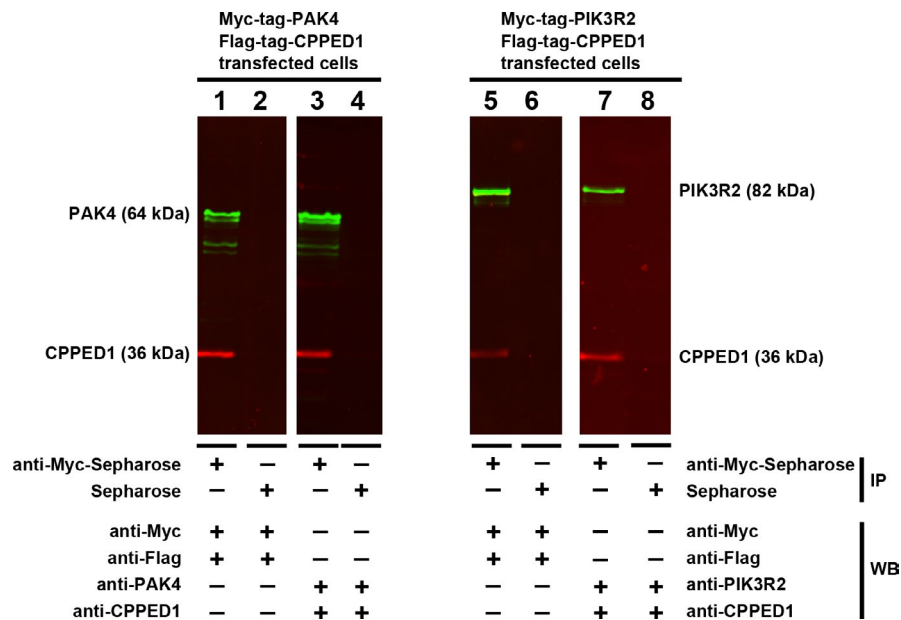 Myc-tag-PAK4
Flag-tag-CPPED1
transfected cells
Myc-tag-PIK3R2
Flag-tag-CPPED1
transfected cells
1 2 3 4 5 6 7 8
PAK4 (64 kDa)
PIK3R2 (82 kDa)
CPPED1 (36 kDa)
CPPED1 (36 kDa)
anti-Myc-Sepharose + – + – + – + – anti-Myc-Sepharose
Sepharose – + – + – + – + Sepharose
IP
anti-Myc + + – – + + – – anti-Myc
anti-Flag + + – – + + – – anti-Flag
WB
anti-PAK4 – – + + – – + + anti-PIK3R2
anti-CPPED1 – – + + – – + + anti-CPPED1